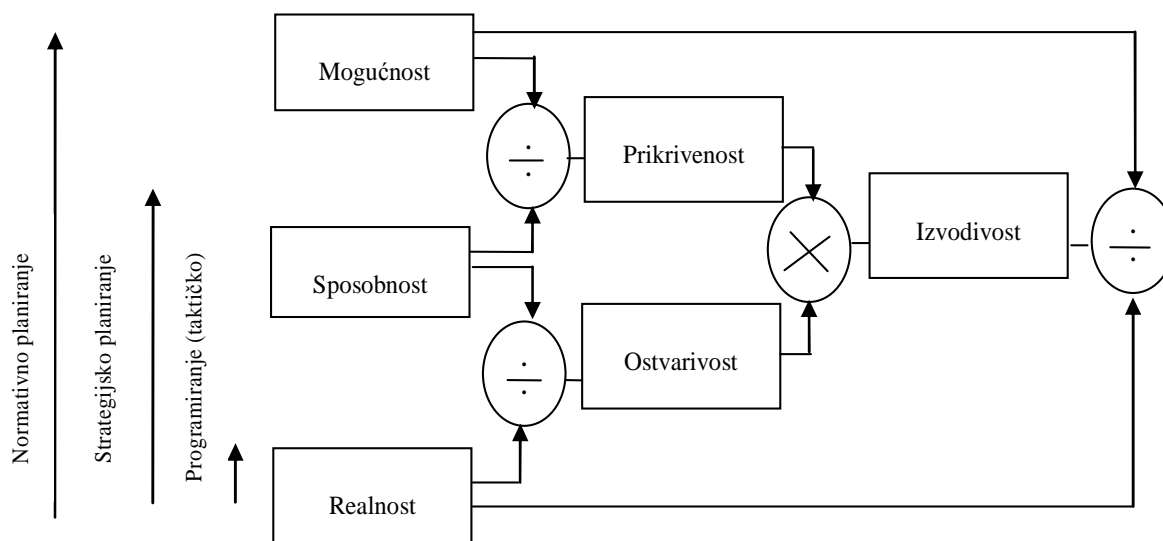 Normativno planiranje
Strategijsko planiranje
Programiranje (taktičko)
Mogućnost
÷
Prikrivenost
Sposobnost
×
Izvodivost
÷
÷
Ostvarivost
Realnost